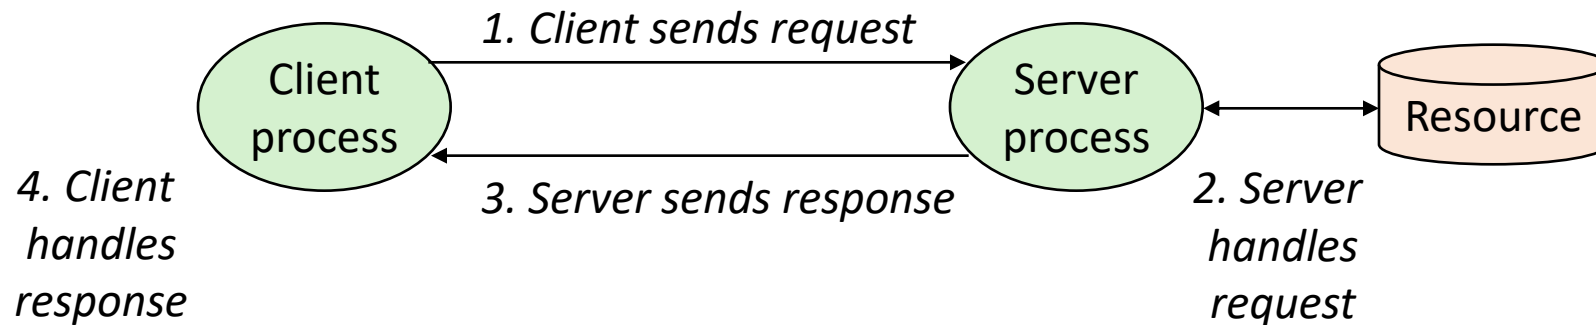 1. Client sends request
Client
process
Server
process
Resource
3. Server sends response
4. Client
handles
response
2. Server
handles
request